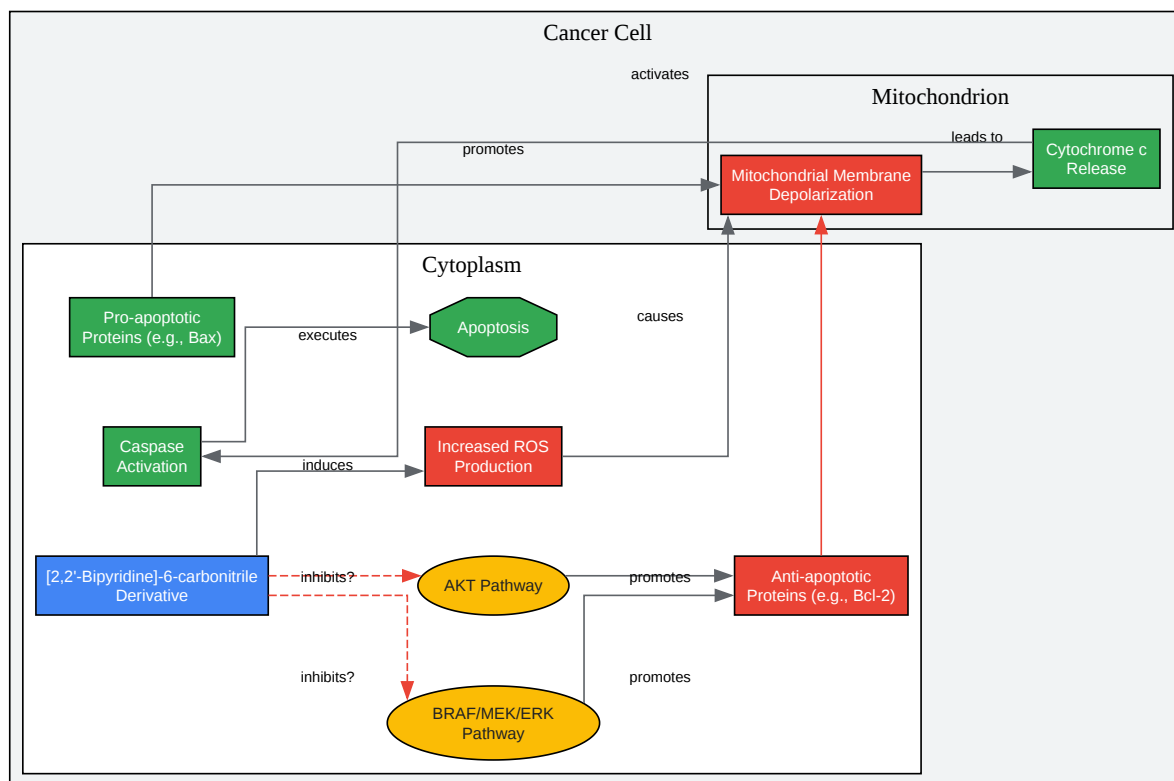 Cancer Cell
activates
Mitochondrion
leads to
Cytochrome c
Release
promotes
Mitochondrial Membrane
Depolarization
Cytoplasm
Pro-apoptotic
Proteins (e.g., Bax)
executes
Apoptosis
causes
Caspase
Activation
induces
Increased ROS
Production
[2,2'-Bipyridine]-6-carbonitrile
Derivative
inhibits?
AKT Pathway
promotes
Anti-apoptotic
Proteins (e.g., Bcl-2)
inhibits?
promotes
BRAF/MEK/ERK
Pathway